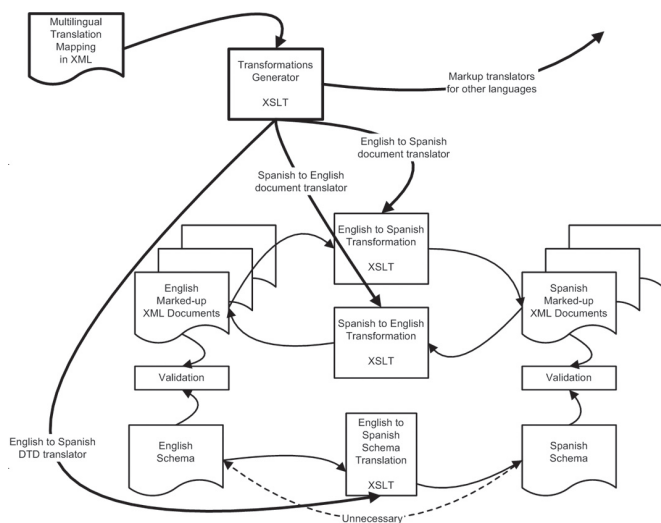 Multilingual
Translation
Mapping
in XML
Transformations
Generator
XSLT
Markup translators
for other languages
English to Spanish
document translator
Spanish to English
document translator
English to Spanish
Transformation
XSLT
English
Marked-up
XML Documents
Spanish
Marked-up
XML Documents
Spanish to English
Transformation
XSLT
Validation
Validation
English to Spanish
DTD translator
English
Schema
English to
Spanish
Schema
Translation
XSLT
Spanish
Schema
Unnecessary